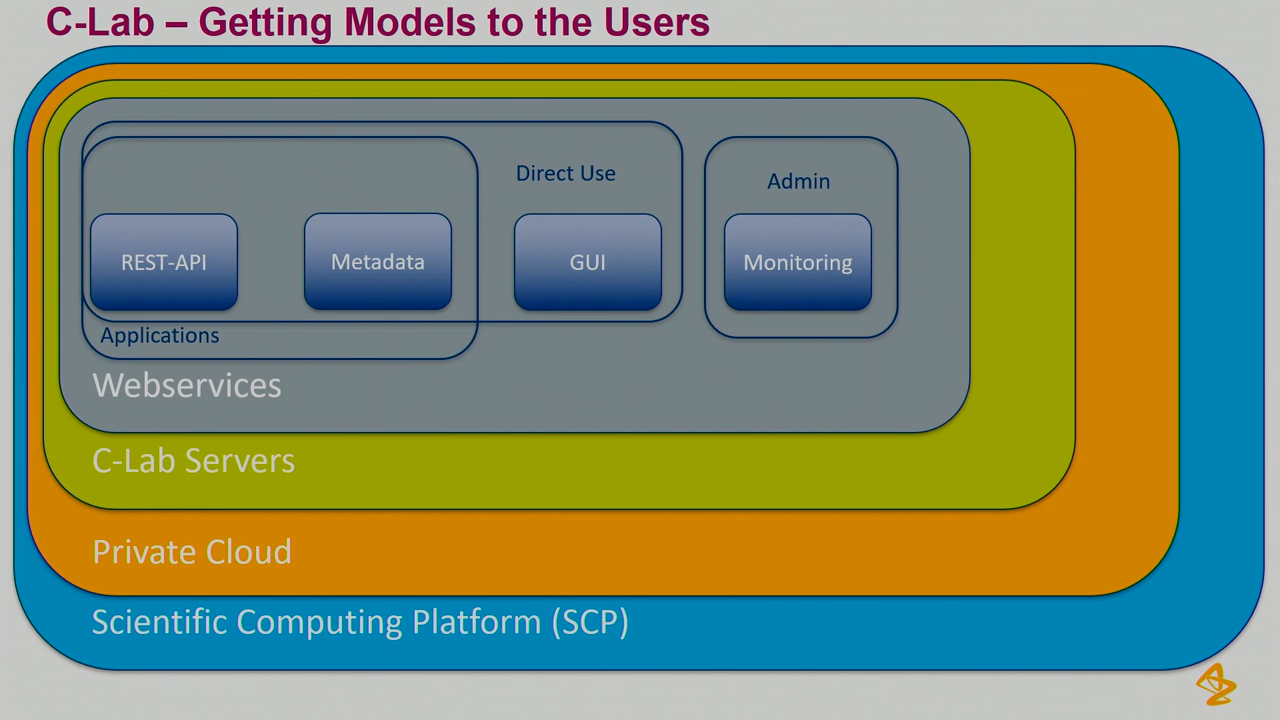 C-Lab – Getting Models to the Users
Direct Use
Admin
REST-API
Metadata
GUI
Monitoring
Applications
Webservices
C-Lab Servers
Private Cloud
Scientific Computing Platform (SCP)